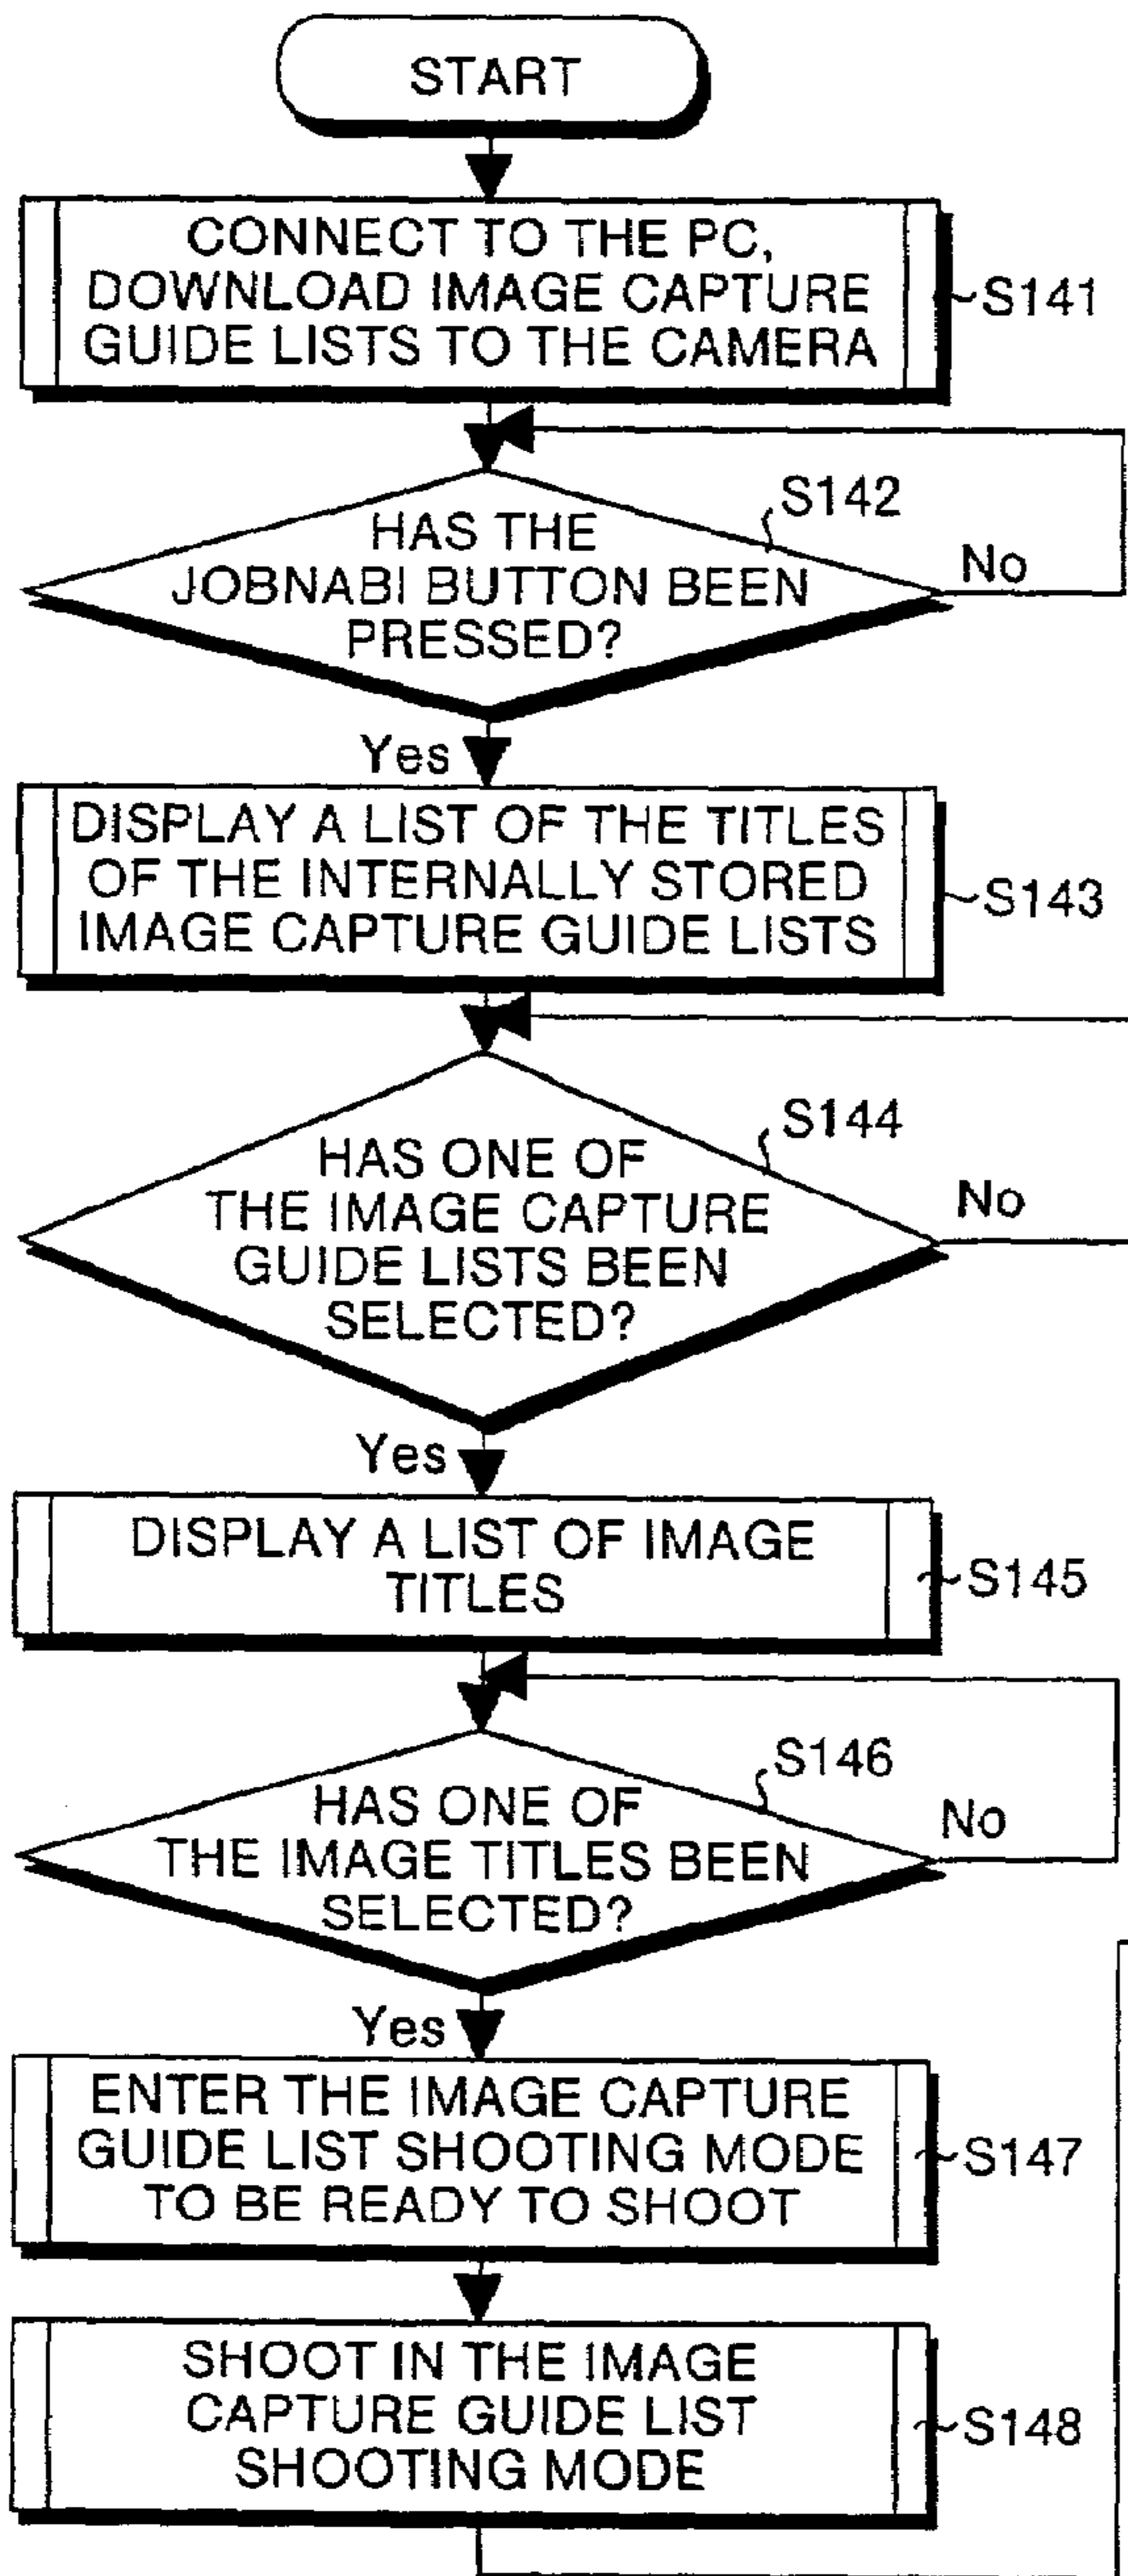 START
CONNECT TO THE PC,
DOWNLOAD IMAGE CAPTURE
GUIDE LISTS TO THE CAMERA
S141
S142
HAS THE
JOBNABI BUTTON BEEN
PRESSED?
No
Yes
DISPLAY A LIST OF THE TITLES
OF THE INTERNALLY STORED
IMAGE CAPTURE GUIDE LISTS
S143
S144
HAS ONE OF
THE IMAGE CAPTURE
GUIDE LISTS BEEN
SELECTED?
No
Yes
DISPLAY A LIST OF IMAGE
TITLES
S145
S146
HAS ONE OF
THE IMAGE TITLES BEEN
SELECTED?
No
Yes
ENTER THE IMAGE CAPTURE
GUIDE LIST SHOOTING MODE
TO BE READY TO SHOOT
S147
SHOOT IN THE IMAGE
CAPTURE GUIDE LIST
SHOOTING MODE
S148